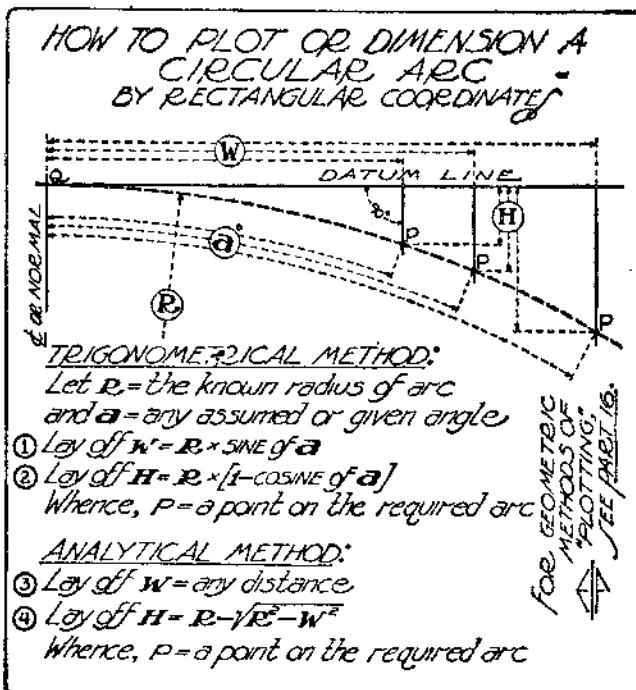 HOW TO PLOT OR DIMENSION A
CIRCULAR ARC
BY RECTANGULAR COORDINATES
W
Q
DATUM LINE
90°
H
P
P
P
a°
R
℄ OR NORMAL
TRIGONOMETRICAL METHOD:
Let R = the known radius of arc
and a = any assumed or given angle
① Lay off W = R × SINE of a
② Lay off H = R × [1-COSINE of a]
Whence, P = a point on the required arc
ANALYTICAL METHOD:
③ Lay off W = any distance
④ Lay off H = R-√R²-W²
Whence, P = a point on the required arc
FOR GEOMETRIC
METHODS OF
"PLOTTING,"
SEE PART 16.